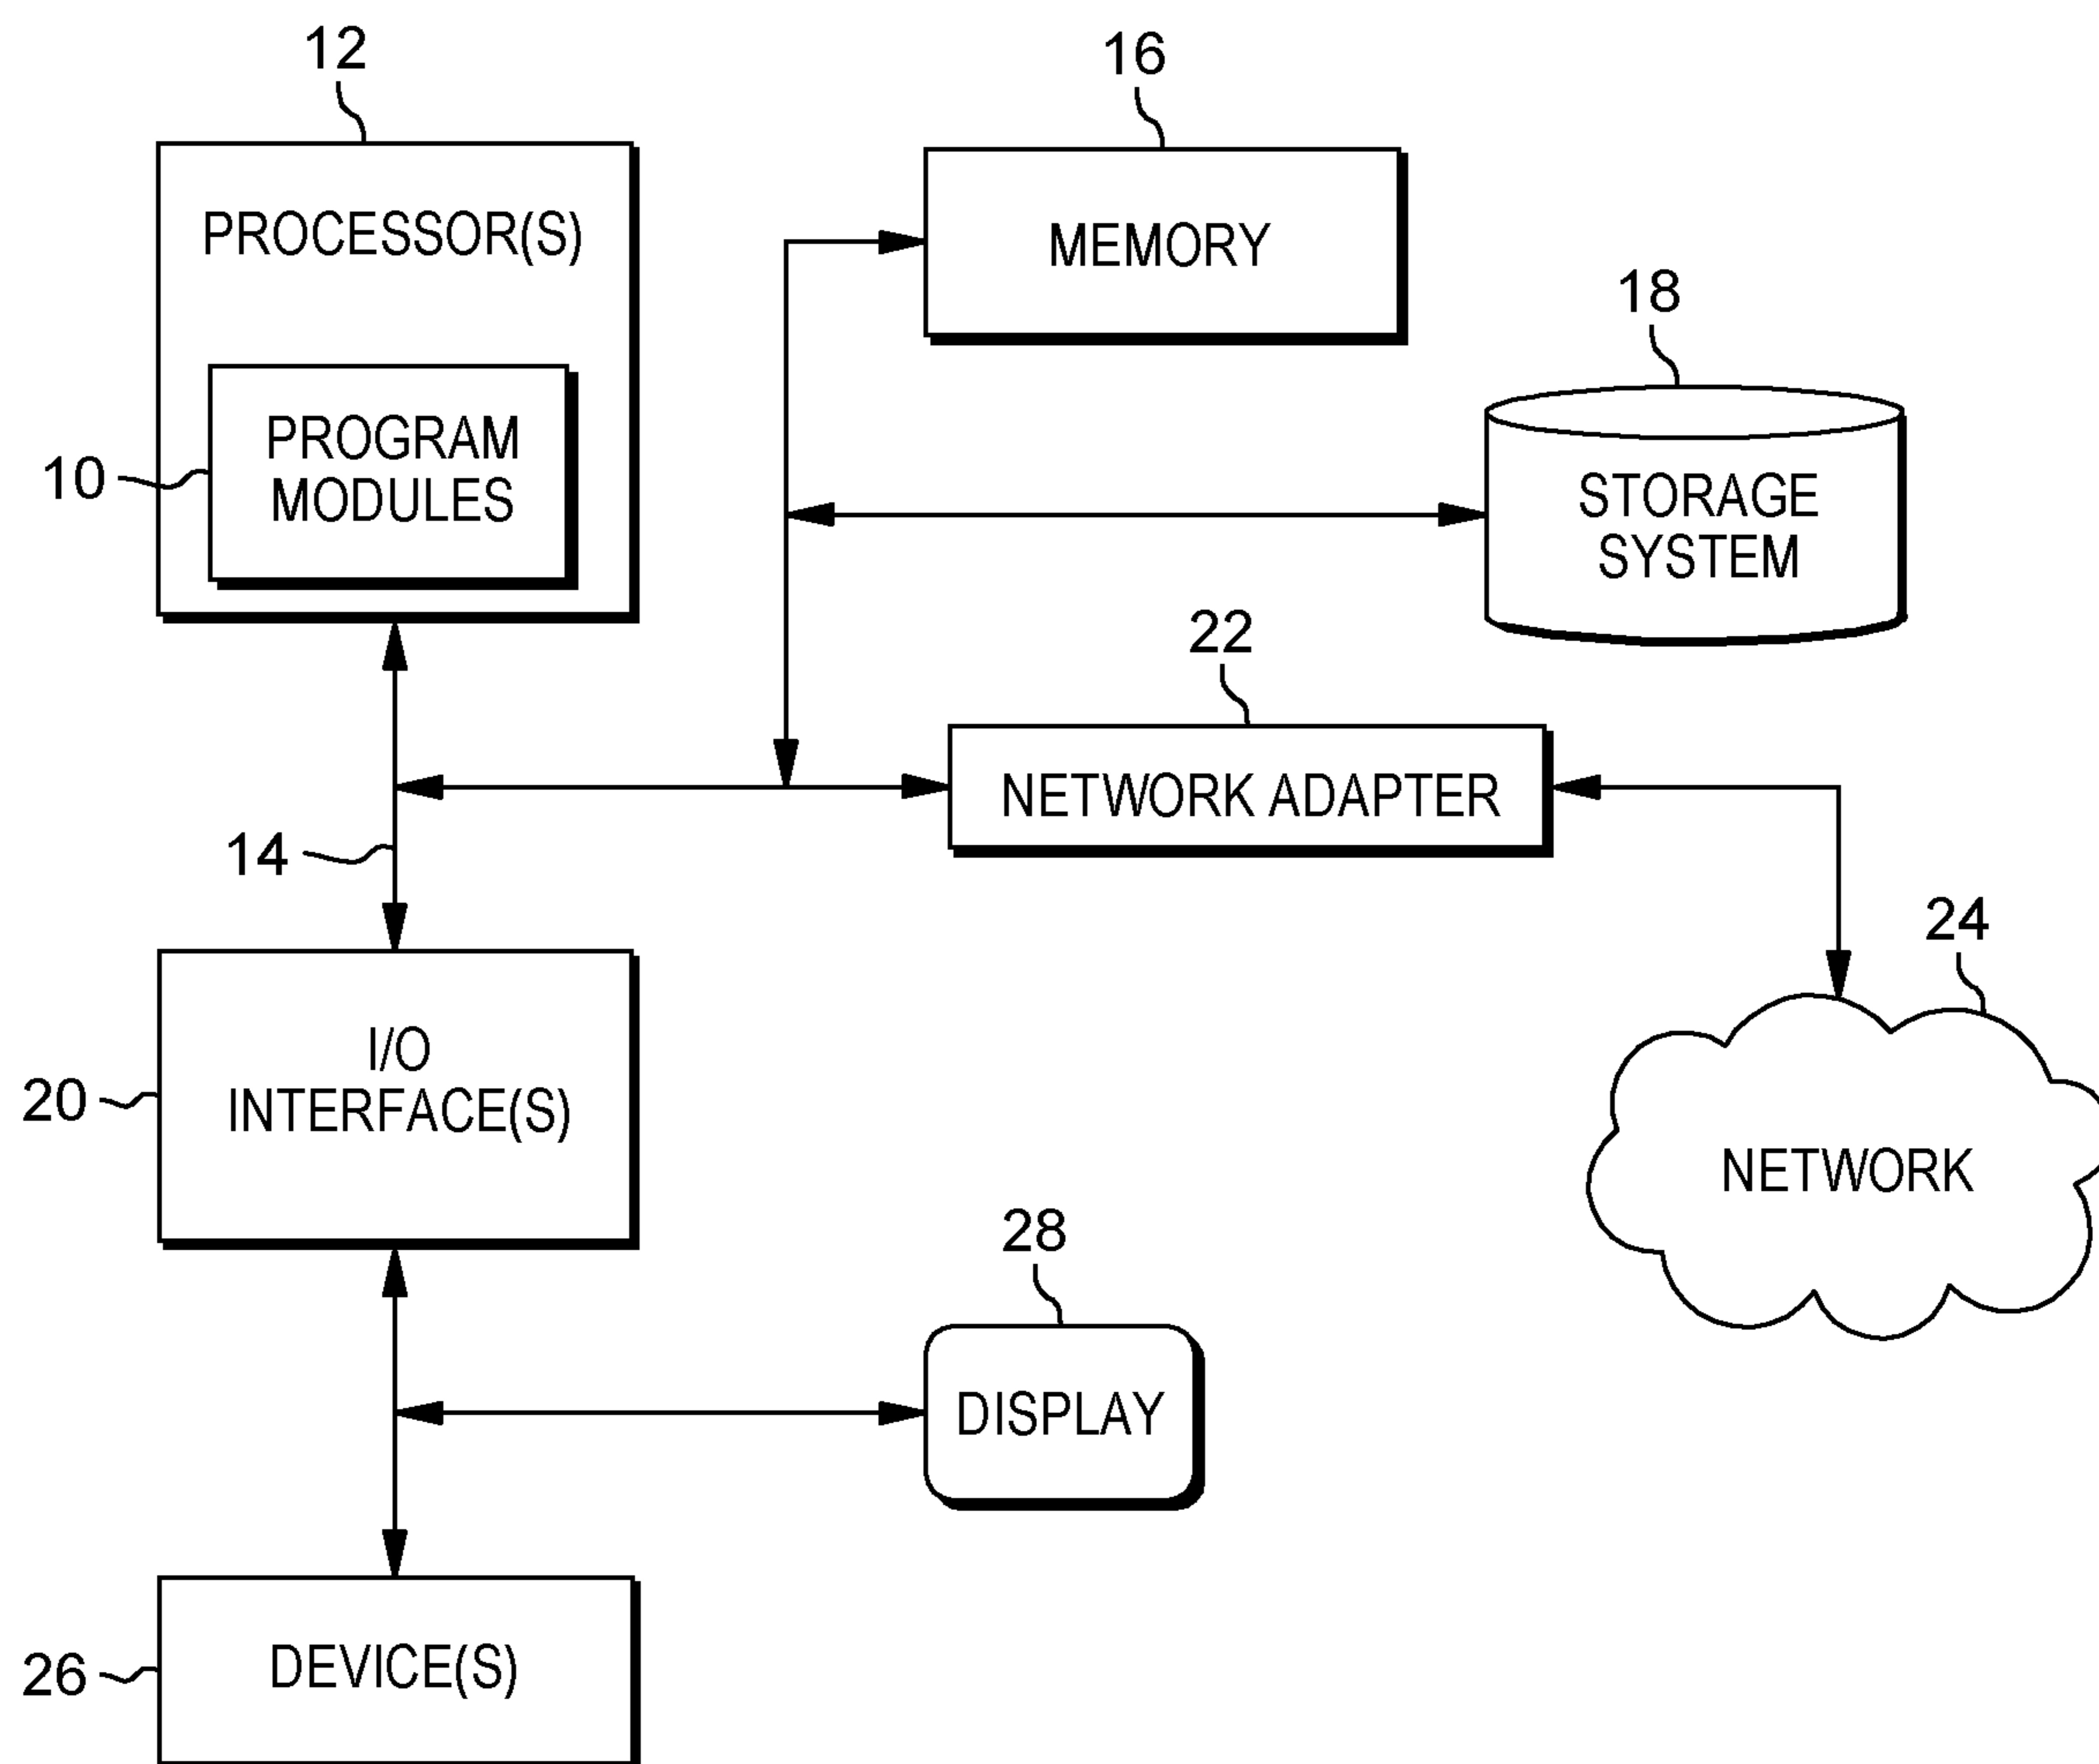 12
16
PROCESSOR(S)
MEMORY
18
10
PROGRAM
MODULES
STORAGE
SYSTEM
22
NETWORK ADAPTER
14
24
I/O
INTERFACE(S)
20
NETWORK
28
DISPLAY
26
DEVICE(S)